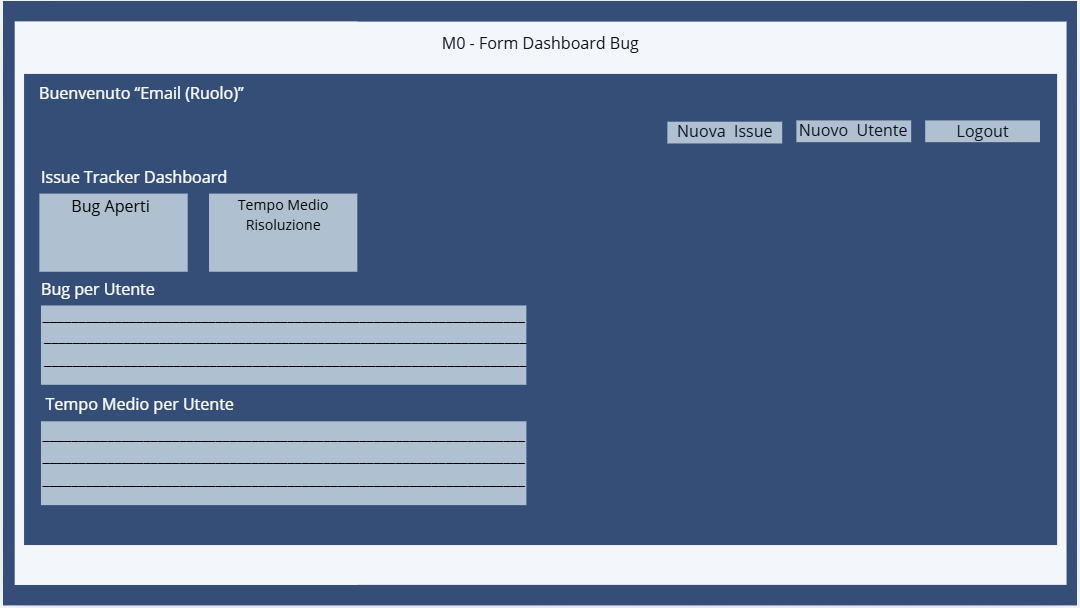 M0 - Form Dashboard Bug
Buenvenuto “Email (Ruolo)”
Nuova Issue
Nuovo Utente
Logout
Issue Tracker Dashboard
Bug Aperti
Tempo Medio
Risoluzione
Bug per Utente
Tempo Medio per Utente